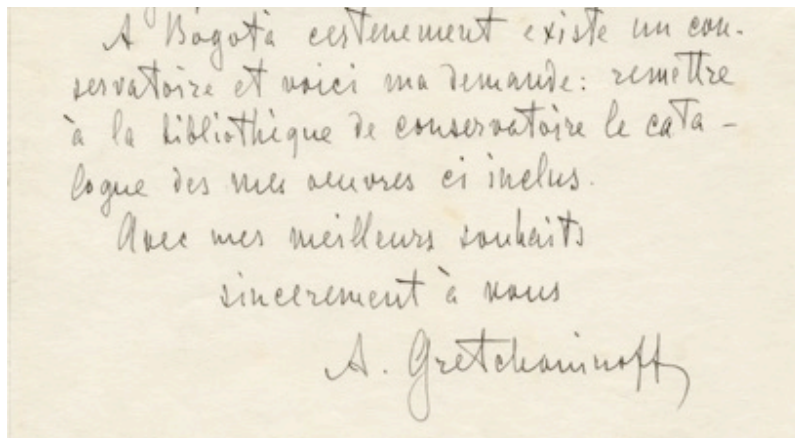 A Bogotà certenement existe un con-
servatoire et voici ma demande: remettre
à la bibliothèque de conservatoire le cata-
logue des mes oeuvres ci inclus.
Avec mes meilleurs souhaits
sincerement à vous
A. Gretchaninoff